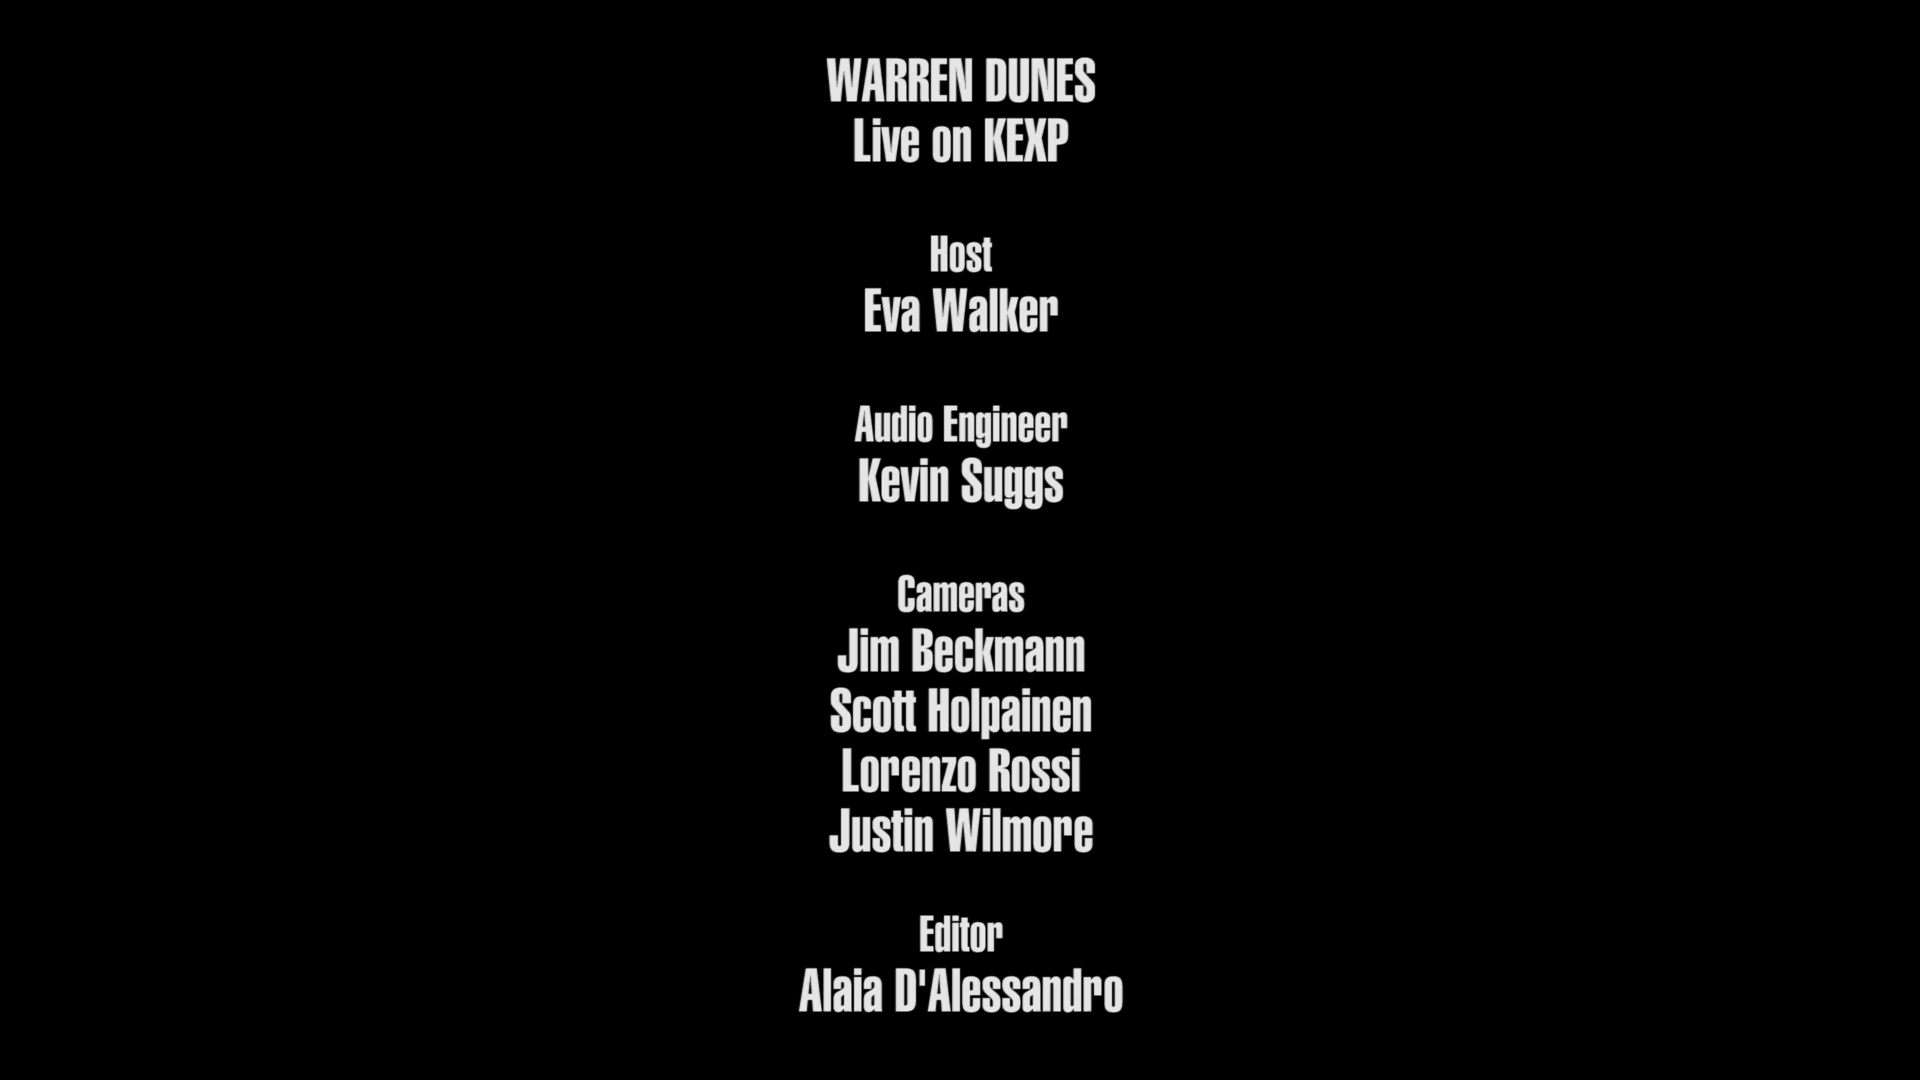 WARREN DUNES
Live on KEXP
Host
Eva Walker
Audio Engineer
Kevin Suggs
Cameras
Jim Beckmann
Scott Holpainen
Lorenzo Rossi
Justin Wilmore
Editor
Alaia D'Alessandro